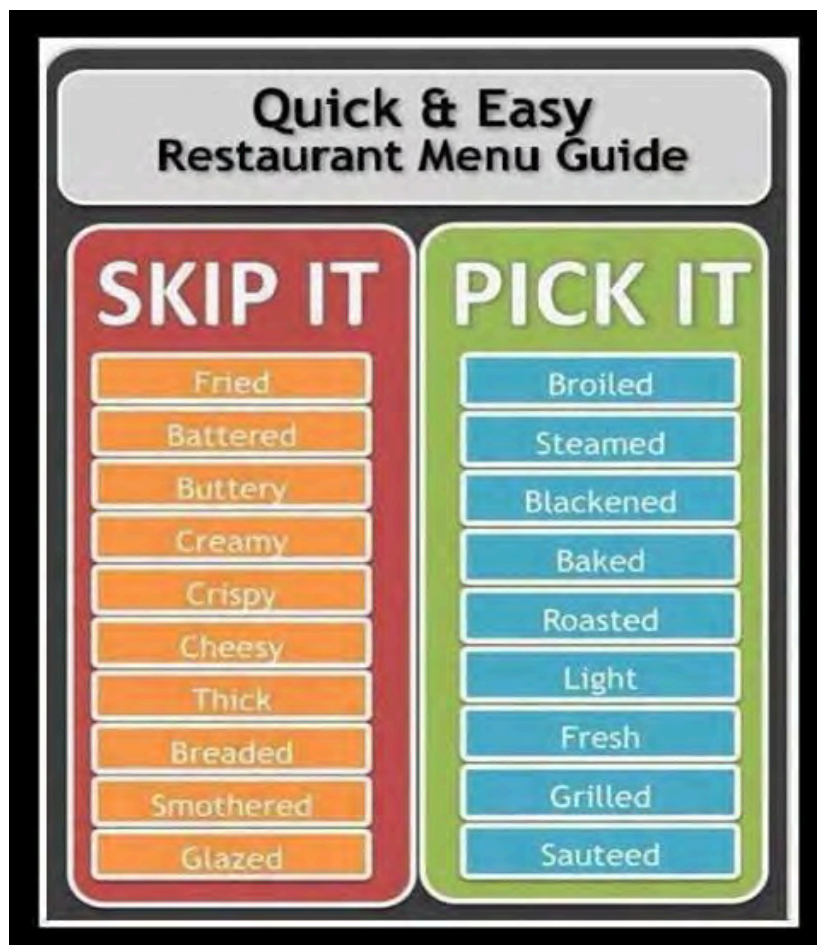 Quick & Easy
Restaurant Menu Guide
SKIP IT
Fried
Battered
Buttery
Creamy
Crispy
Cheesy
Thick
Breaded
Smothered
Glazed
PICK IT
Broiled
Steamed
Blackened
Baked
Roasted
Light
Fresh
Grilled
Sauteed